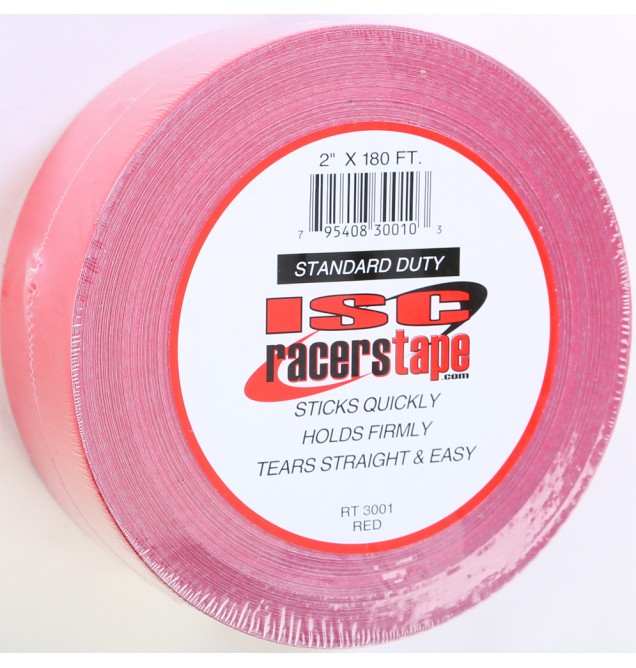 2" X 180 FT.
7 95408 30010 3
STANDARD DUTY
ISC
racerstape
.com
STICKS QUICKLY
HOLDS FIRMLY
TEARS STRAIGHT & EASY
RT 3001
RED